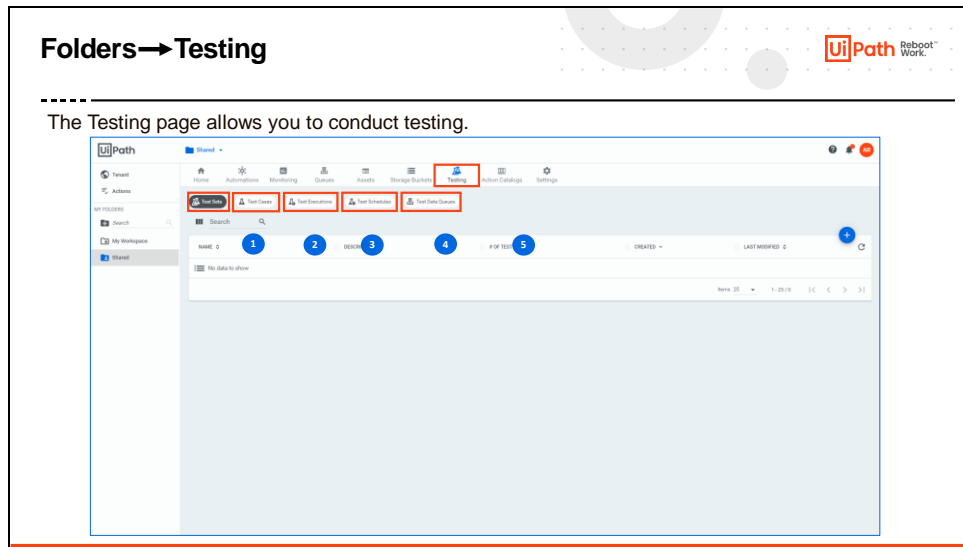 Folders→Testing
UiPath Reboot™ Work.
The Testing page allows you to conduct testing.
UiPath
Shared
AR
Tenant
Actions
MY FOLDERS
Search
My Workspace
Shared
Home Automations Monitoring Queues Assets Storage Buckets Testing Action Catalogs Settings
Test Sets Test Cases Test Executions Test Schedules Test Data Queues
Search
1 2 3 4 5
NAME DESCRI # OF TEST CREATED LAST MODIFIED
No data to show
Items 25 1 - 25 / 0